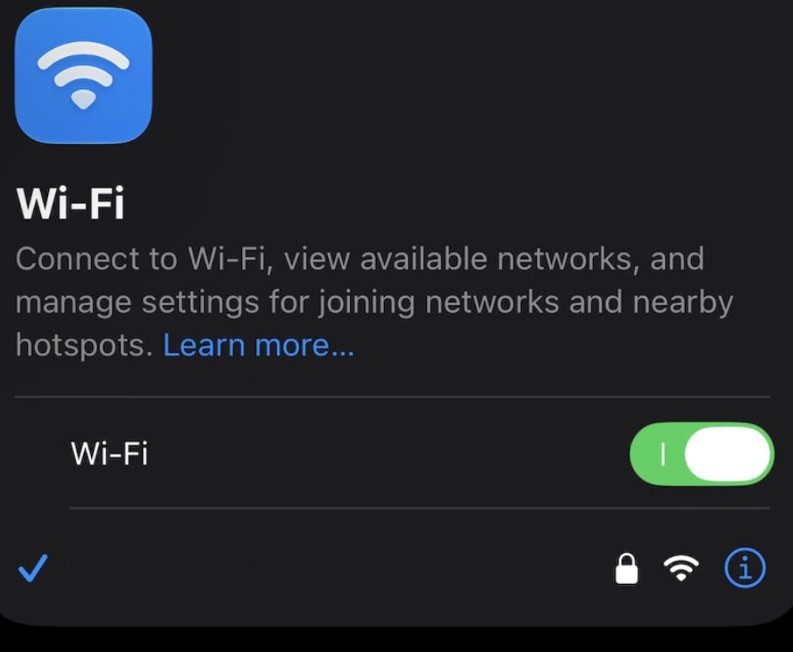 Wi-Fi
Connect to Wi-Fi, view available networks, and
manage settings for joining networks and nearby
hotspots. Learn more...
Wi-Fi